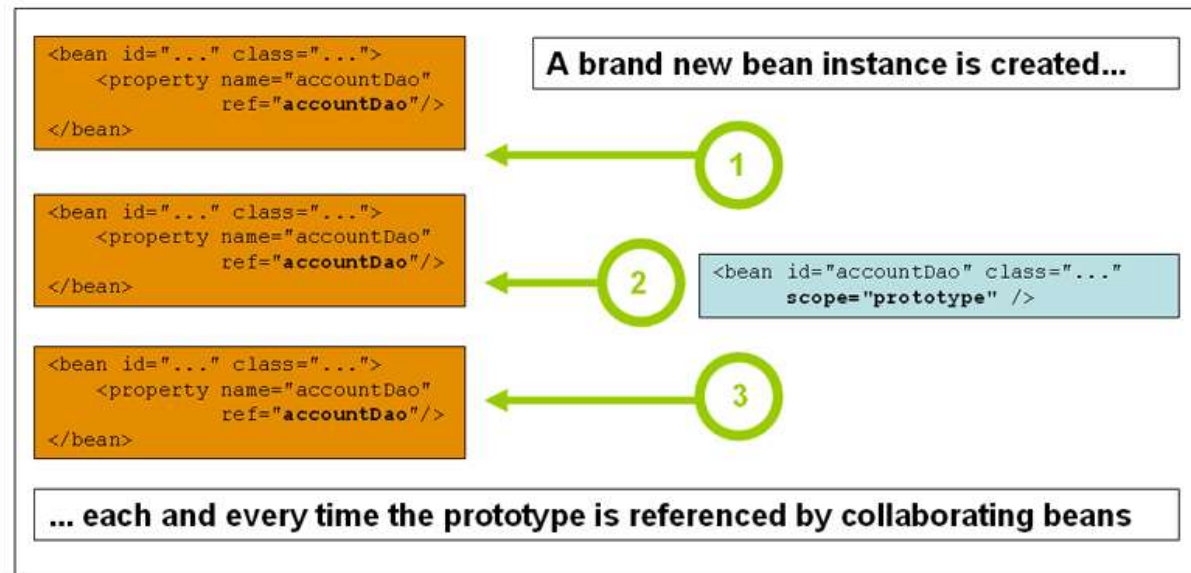 <bean id="..." class="...">
<property name="accountDao"
ref="accountDao"/>
</bean>
A brand new bean instance is created...
1
<bean id="..." class="...">
<property name="accountDao"
ref="accountDao"/>
</bean>
2
<bean id="accountDao" class="..."
scope="prototype" />
<bean id="..." class="...">
<property name="accountDao"
ref="accountDao"/>
</bean>
3
... each and every time the prototype is referenced by collaborating beans